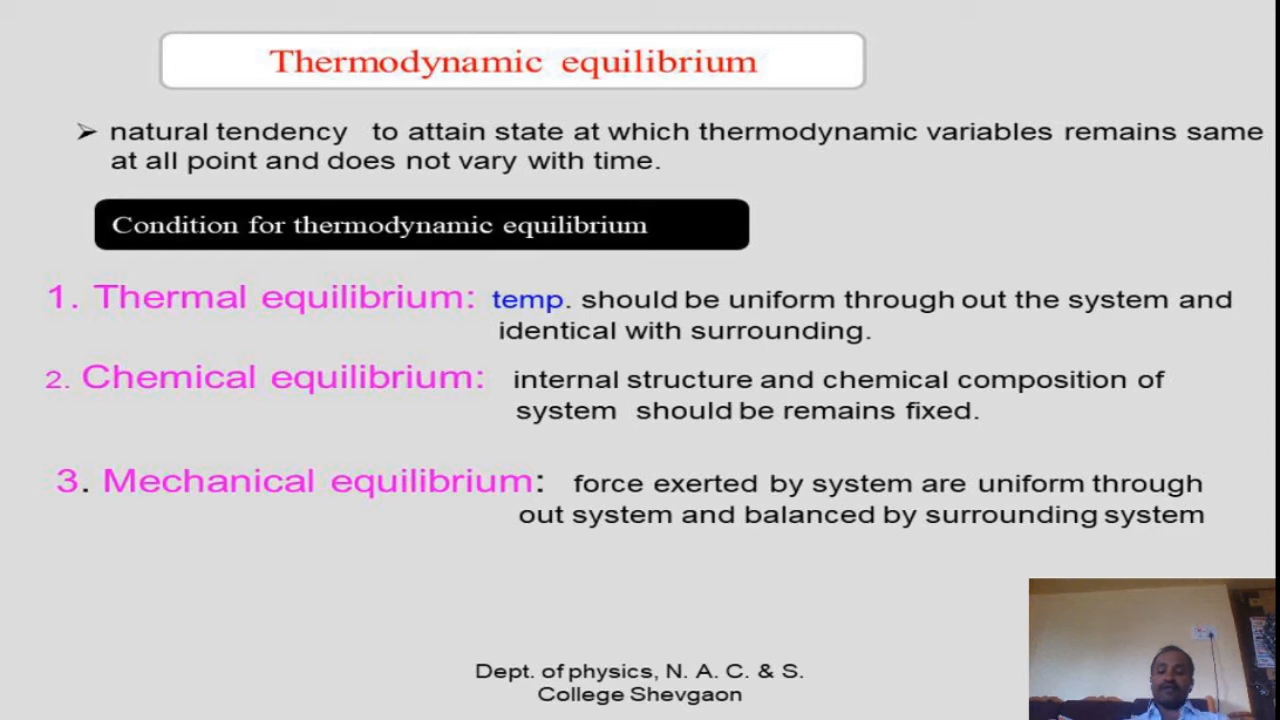 Thermodynamic equilibrium
➢ natural tendency to attain state at which thermodynamic variables remains same
at all point and does not vary with time.
Condition for thermodynamic equilibrium
1. Thermal equilibrium: temp. should be uniform through out the system and
identical with surrounding.
2. Chemical equilibrium: internal structure and chemical composition of
system should be remains fixed.
3. Mechanical equilibrium: force exerted by system are uniform through
out system and balanced by surrounding system
Dept. of physics, N. A. C. & S.
College Shevgaon